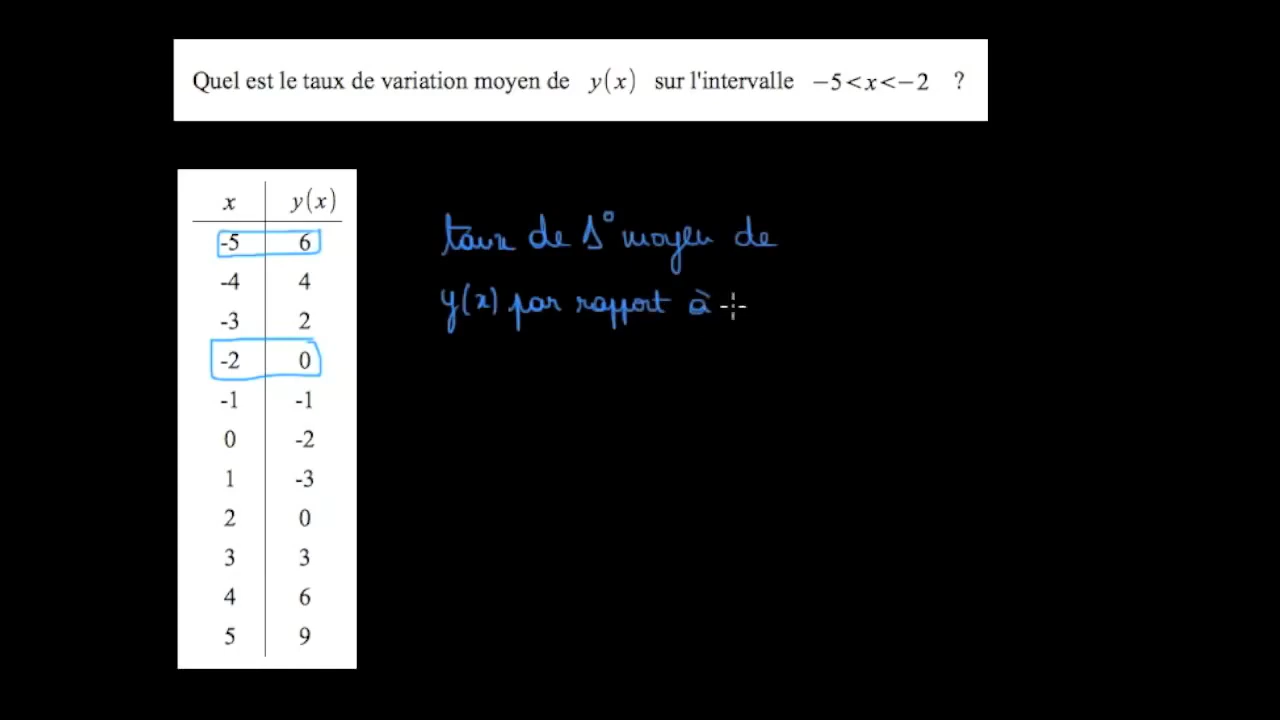 Quel est le taux de variation moyen de y(x) sur l'intervalle −5<x<−2 ?
x y(x)
-5 6
-4 4
-3 2
-2 0
-1 -1
0 -2
1 -3
2 0
3 3
4 6
5 9
taux de Δ° moyen de
y(x) par rapport à